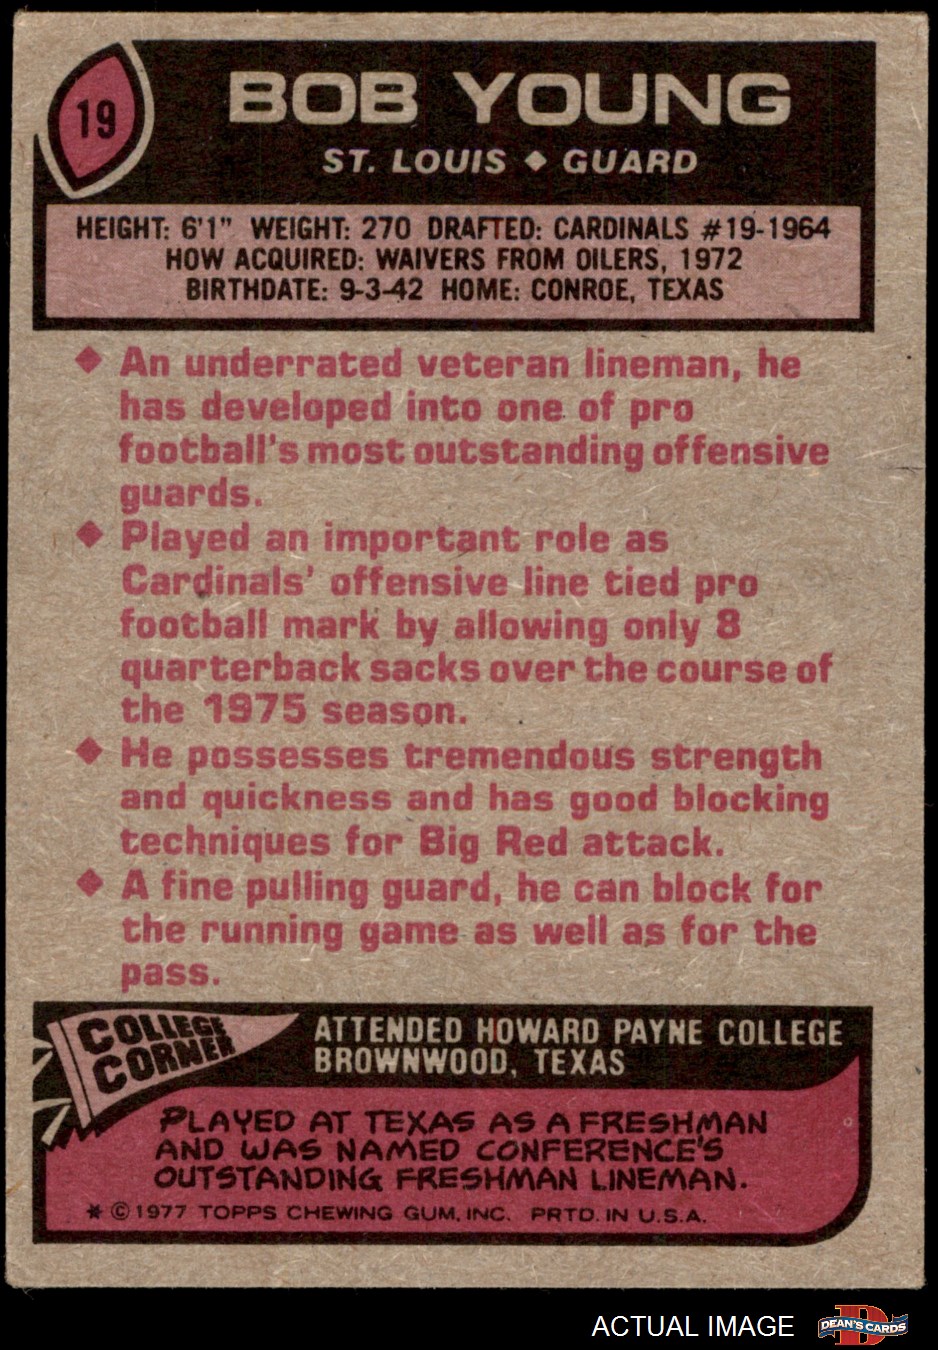 19
BOB YOUNG
ST. LOUIS ◆ GUARD
HEIGHT: 6'1" WEIGHT: 270 DRAFTED: CARDINALS #19-1964
HOW ACQUIRED: WAIVERS FROM OILERS, 1972
BIRTHDATE: 9-3-42 HOME: CONROE, TEXAS
◆ An underrated veteran lineman, he
has developed into one of pro
football's most outstanding offensive
guards.
◆ Played an important role as
Cardinals' offensive line tied pro
football mark by allowing only 8
quarterback sacks over the course of
the 1975 season.
◆ He possesses tremendous strength
and quickness and has good blocking
techniques for Big Red attack.
◆ A fine pulling guard, he can block for
the running game as well as for the
pass.
COLLEGE
CORNER
ATTENDED HOWARD PAYNE COLLEGE
BROWNWOOD, TEXAS
PLAYED AT TEXAS AS A FRESHMAN
AND WAS NAMED CONFERENCE'S
OUTSTANDING FRESHMAN LINEMAN.
* © 1977 TOPPS CHEWING GUM, INC. PRTD. IN U.S.A.
ACTUAL IMAGE
D
DEAN'S CARDS